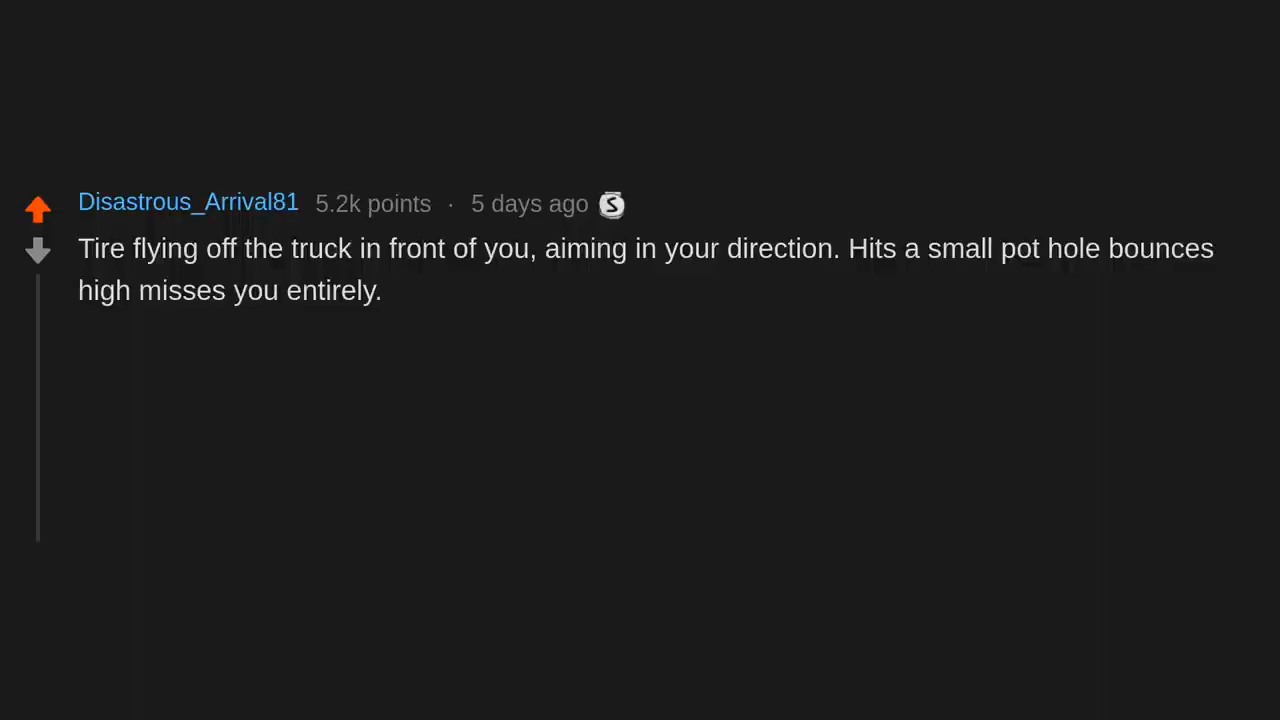 Disastrous_Arrival81 5.2k points · 5 days ago S
Tire flying off the truck in front of you, aiming in your direction. Hits a small pot hole bounces
high misses you entirely.